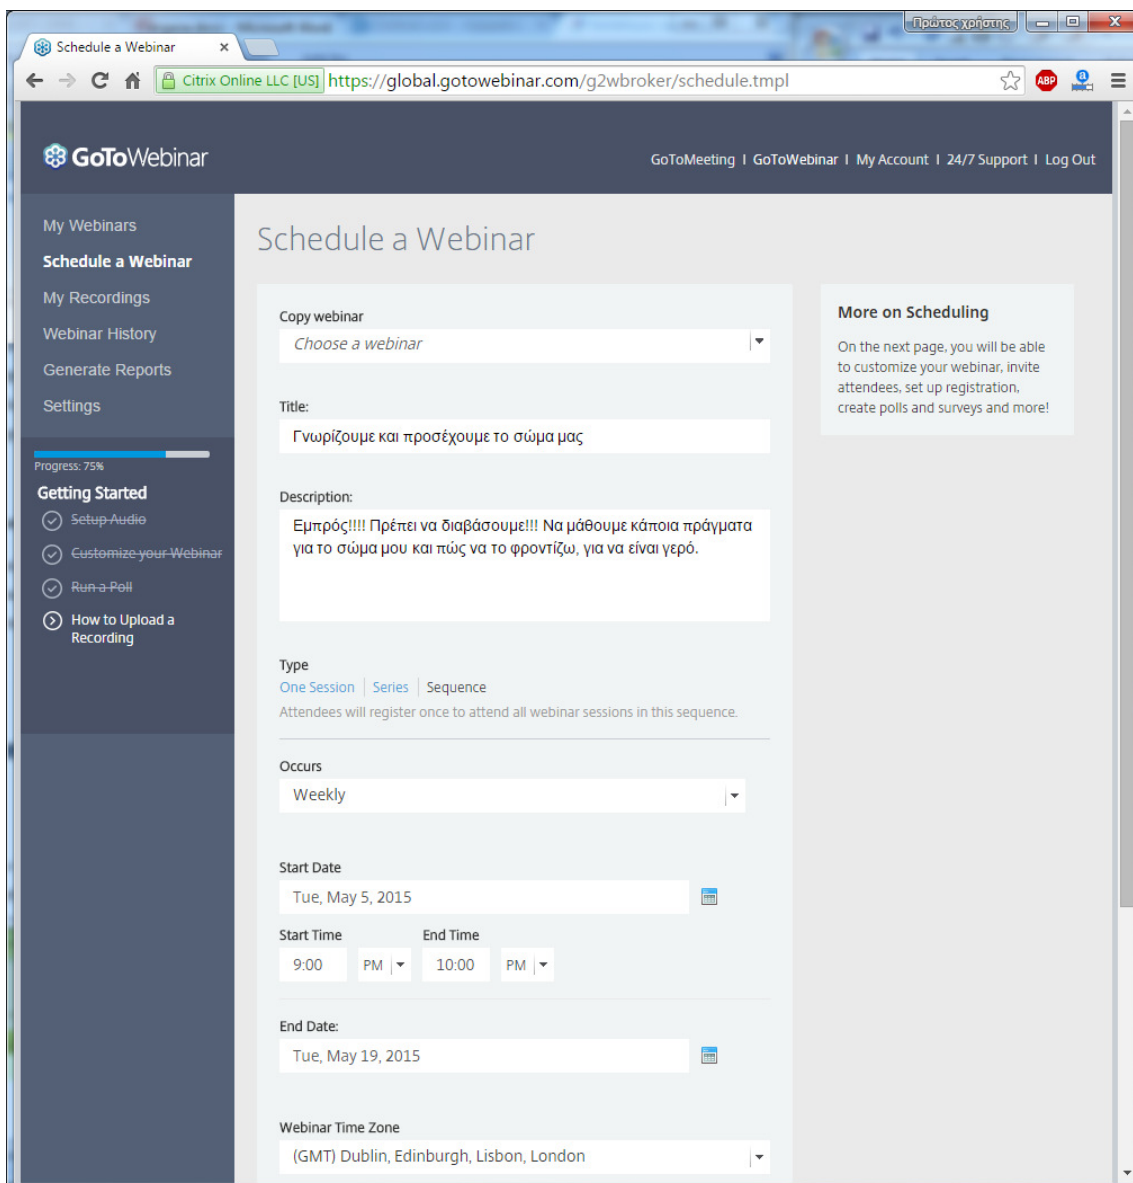 Πρώτος χρήστης
Schedule a Webinar
Citrix Online LLC [US] https://global.gotowebinar.com/g2wbroker/schedule.tmpl
ABP
a
GoToWebinar
GoToMeeting | GoToWebinar | My Account | 24/7 Support | Log Out
My Webinars
Schedule a Webinar
My Recordings
Webinar History
Generate Reports
Settings
Progress: 75%
Getting Started
Setup Audio
Customize your Webinar
Run a Poll
How to Upload a
Recording
Schedule a Webinar
Copy webinar
Choose a webinar
Title:
Γνωρίζουμε και προσέχουμε το σώμα μας
Description:
Εμπρός!!!! Πρέπει να διαβάσουμε!!! Να μάθουμε κάποια πράγματα
για το σώμα μου και πώς να το φροντίζω, για να είναι γερό.
Type
One Session | Series | Sequence
Attendees will register once to attend all webinar sessions in this sequence.
Occurs
Weekly
Start Date
Tue, May 5, 2015
Start Time End Time
9:00 PM 10:00 PM
End Date:
Tue, May 19, 2015
Webinar Time Zone
(GMT) Dublin, Edinburgh, Lisbon, London
More on Scheduling
On the next page, you will be able
to customize your webinar, invite
attendees, set up registration,
create polls and surveys and more!